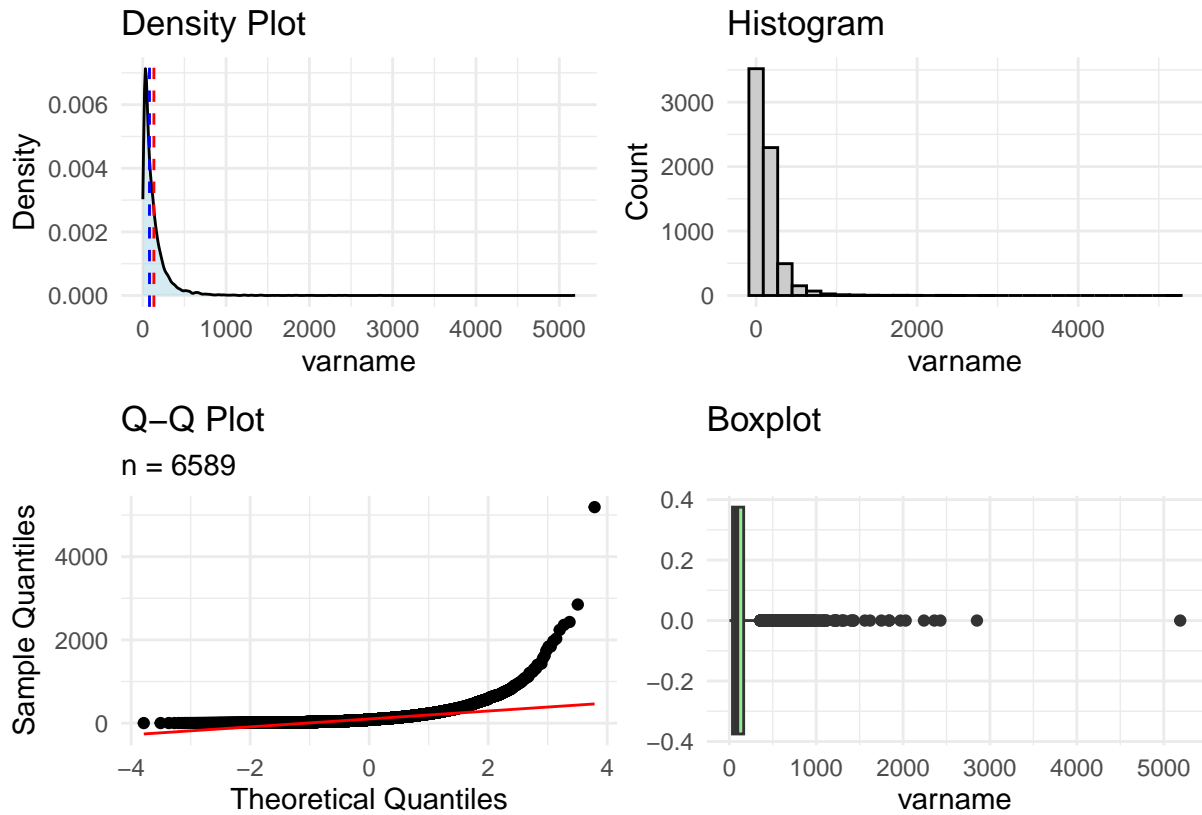 Density Plot
Density
0.006
0.004
0.002
0.000
0 1000 2000 3000 4000 5000
varname
Histogram
Count
3000
2000
1000
0
0 2000 4000
varname
Q−Q Plot
n = 6589
Sample Quantiles
4000
2000
0
−4 −2 0 2 4
Theoretical Quantiles
Boxplot
0.4
0.2
0.0
−0.2
−0.4
0 1000 2000 3000 4000 5000
varname